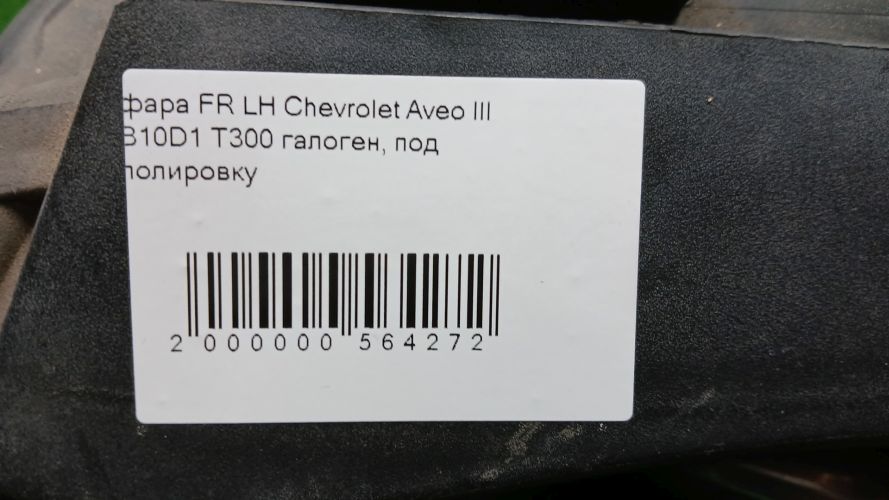 фара FR LH Chevrolet Aveo III
B10D1 T300 галоген, под
полировку
2 000000 564272